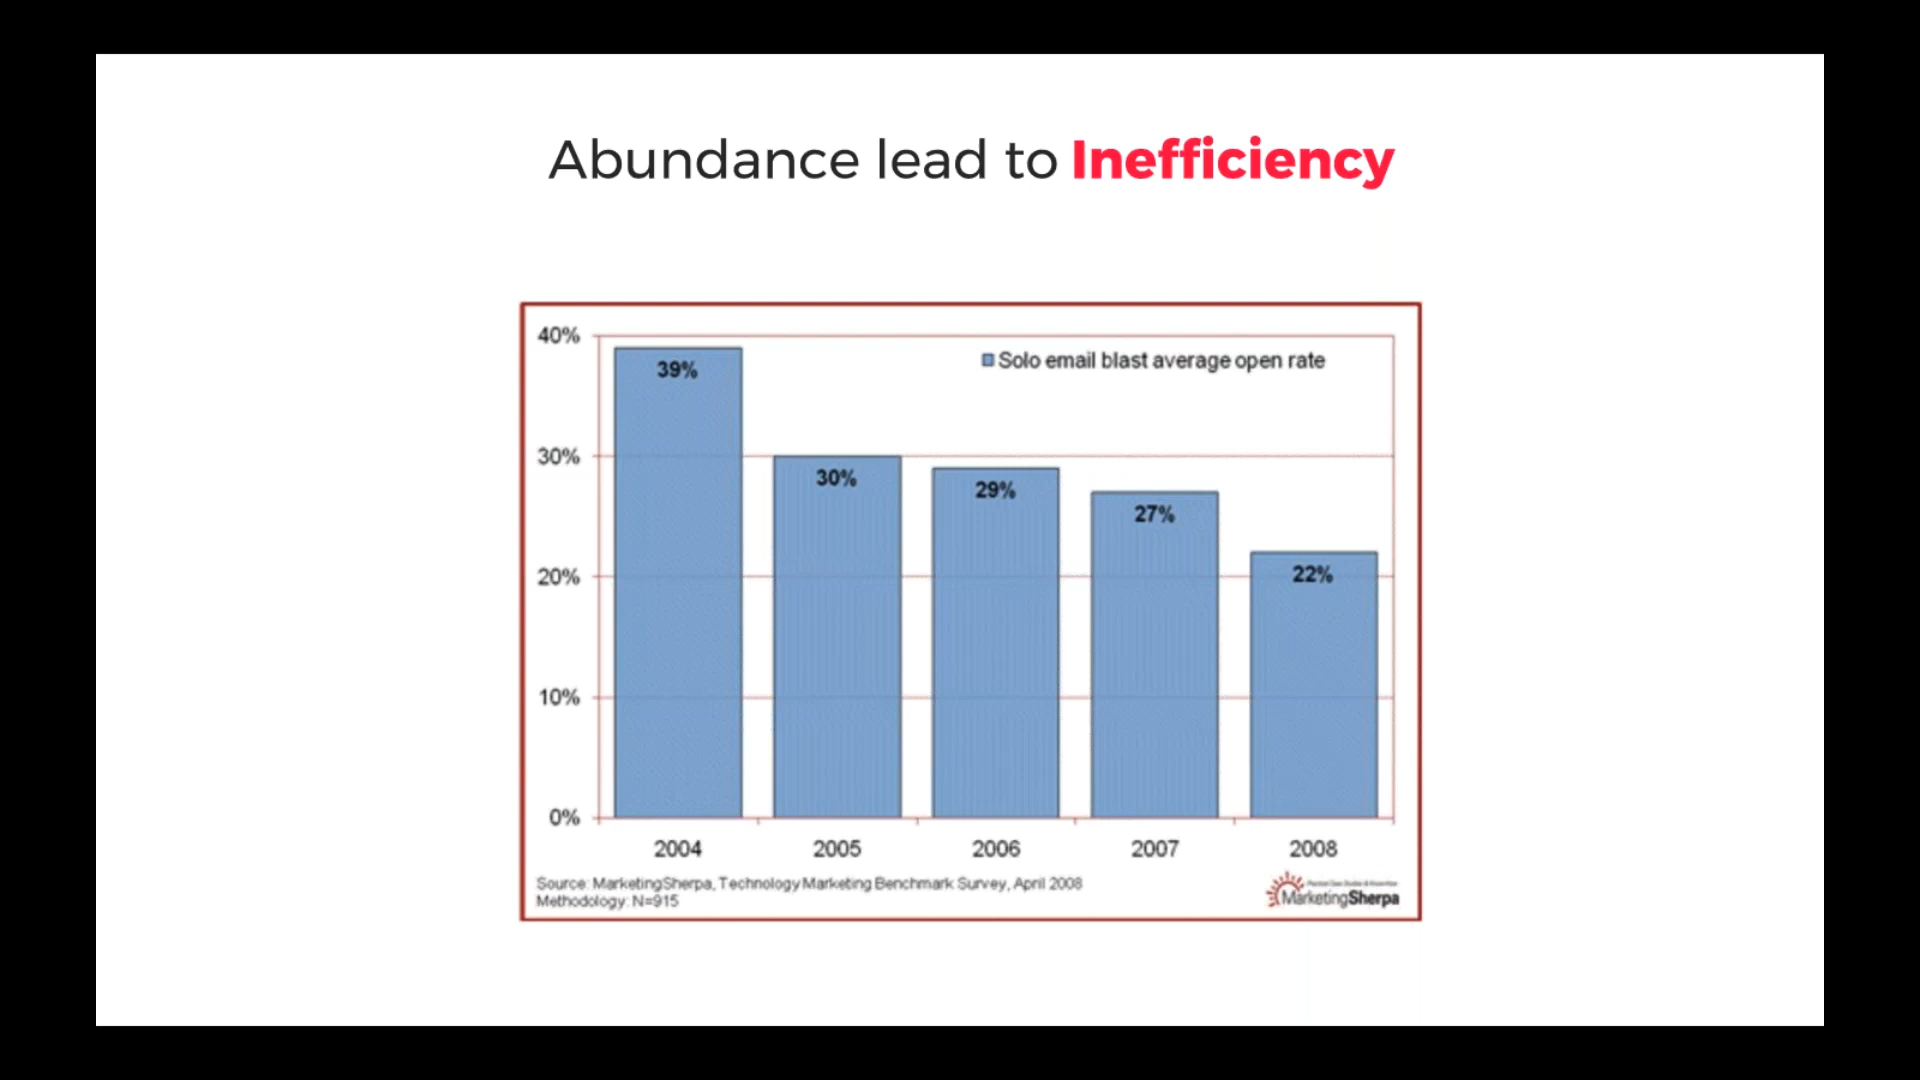 Abundance lead to Inefficiency
40%
Solo email blast average open rate
39%
30%
30%
29%
27%
22%
20%
10%
0%
2004 2005 2006 2007 2008
Source: MarketingSherpa, Technology Marketing Benchmark Survey, April 2008
Methodology: N=915
MarketingSherpa